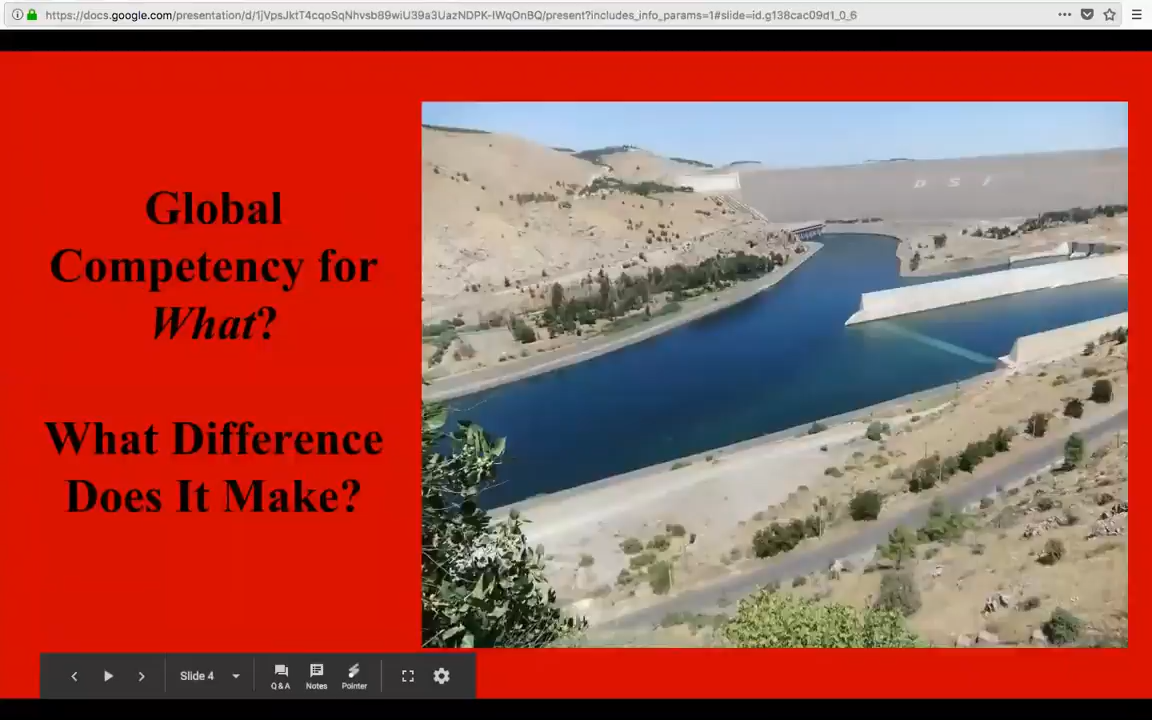 https://docs.google.com/presentation/d/1jVpsJktT4cqoSqNhvsb89wiU39a3UazNDPK-IWqOnBQ/present?includes_info_params=1#slide=id.g138cac09d1_0_6
Global
Competency for
What?
What Difference
Does It Make?
D S I
Slide 4
Q & A
Notes
Pointer